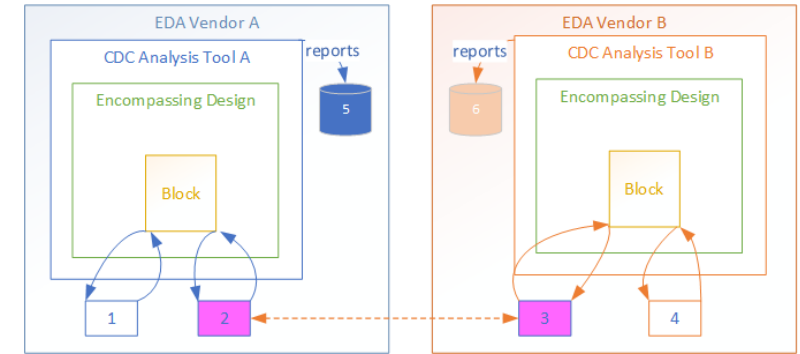 EDA Vendor A
CDC Analysis Tool A
reports
Encompassing Design
5
Block
1
2
EDA Vendor B
CDC Analysis Tool B
reports
Encompassing Design
6
Block
3
4